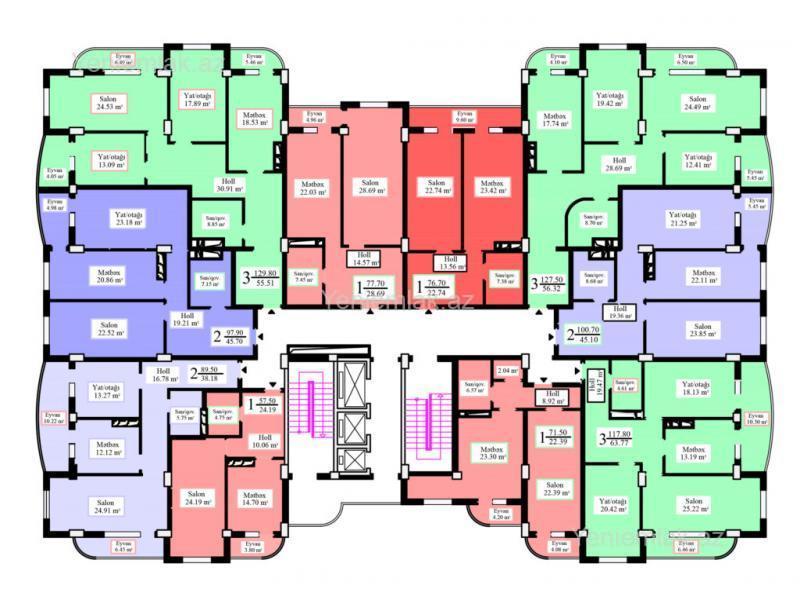 Yeniemlak.az
Eyvan
6.49 m²
Salon
24.53 m²
Yat/otağı
17.89 m²
Eyvan
5.46 m²
Mətbəx
18.53 m²
Yat/otağı
13.09 m²
Eyvan
4.05 m²
Holl
30.91 m²
San/qov.
8.85 m²
3 129.80
55.51
Eyvan
4.96 m²
Mətbəx
22.03 m²
Salon
28.69 m²
San/qov.
7.45 m²
Holl
14.57 m²
1 77.70
28.69
Eyvan
9.60 m²
Salon
22.74 m²
Mətbəx
23.42 m²
Holl
13.56 m²
San/qov.
7.38 m²
1 76.70
22.74
Yeniemlak.az
Eyvan
4.10 m²
Mətbəx
17.74 m²
Yat/otağı
19.42 m²
Eyvan
6.50 m²
Salon
24.49 m²
Holl
28.69 m²
Yat/otağı
12.41 m²
Eyvan
5.45 m²
San/qov.
8.70 m²
3 127.50
56.32
Eyvan
4.98 m²
Yat/otağı
23.18 m²
Mətbəx
20.86 m²
San/qov.
7.15 m²
Salon
22.52 m²
Holl
19.21 m²
2 97.90
45.70
Yat/otağı
21.25 m²
Eyvan
5.45 m²
San/qov.
8.68 m²
Mətbəx
22.11 m²
Holl
19.36 m²
Salon
23.85 m²
2 100.70
45.10
Yat/otağı
13.27 m²
Holl
16.78 m²
2 89.50
38.18
Eyvan
10.22 m²
Mətbəx
12.12 m²
San/qov.
5.75 m²
Salon
24.91 m²
Eyvan
6.45 m²
San/qov.
4.75 m²
1 57.50
24.19
Holl
10.06 m²
Salon
24.19 m²
Mətbəx
14.70 m²
Eyvan
3.80 m²
San/qov.
6.53 m²
2.04 m²
Holl
8.92 m²
1 71.50
22.39
Mətbəx
23.30 m²
Salon
22.39 m²
Eyvan
4.20 m²
Eyvan
4.08 m²
Holl
19.47 m²
San/qov.
4.61 m²
Yat/otağı
18.13 m²
Eyvan
10.30 m²
3 117.80
63.77
Mətbəx
13.19 m²
Yat/otağı
20.42 m²
Salon
25.22 m²
Eyvan
6.46 m²
Yeniemlak.az